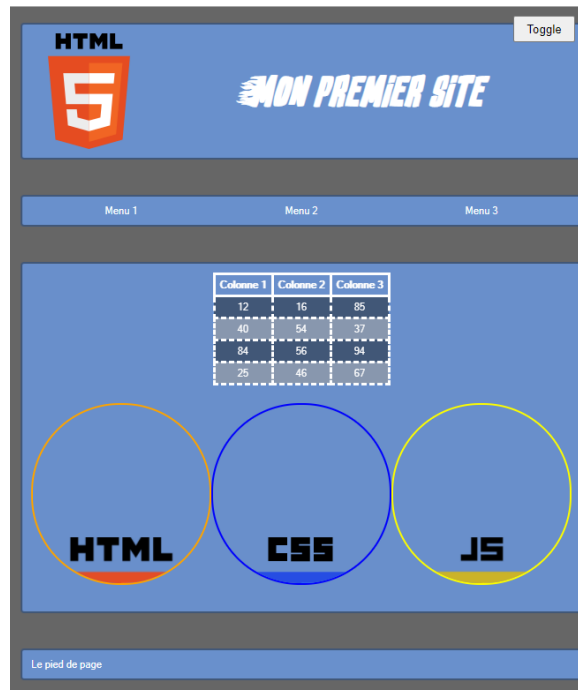 Toggle
HTML
5
MON PREMIER SITE
Menu 1 Menu 2 Menu 3
Colonne 1 Colonne 2 Colonne 3
12 16 85
40 54 37
84 56 94
25 46 67
HTML CSS JS
Le pied de page